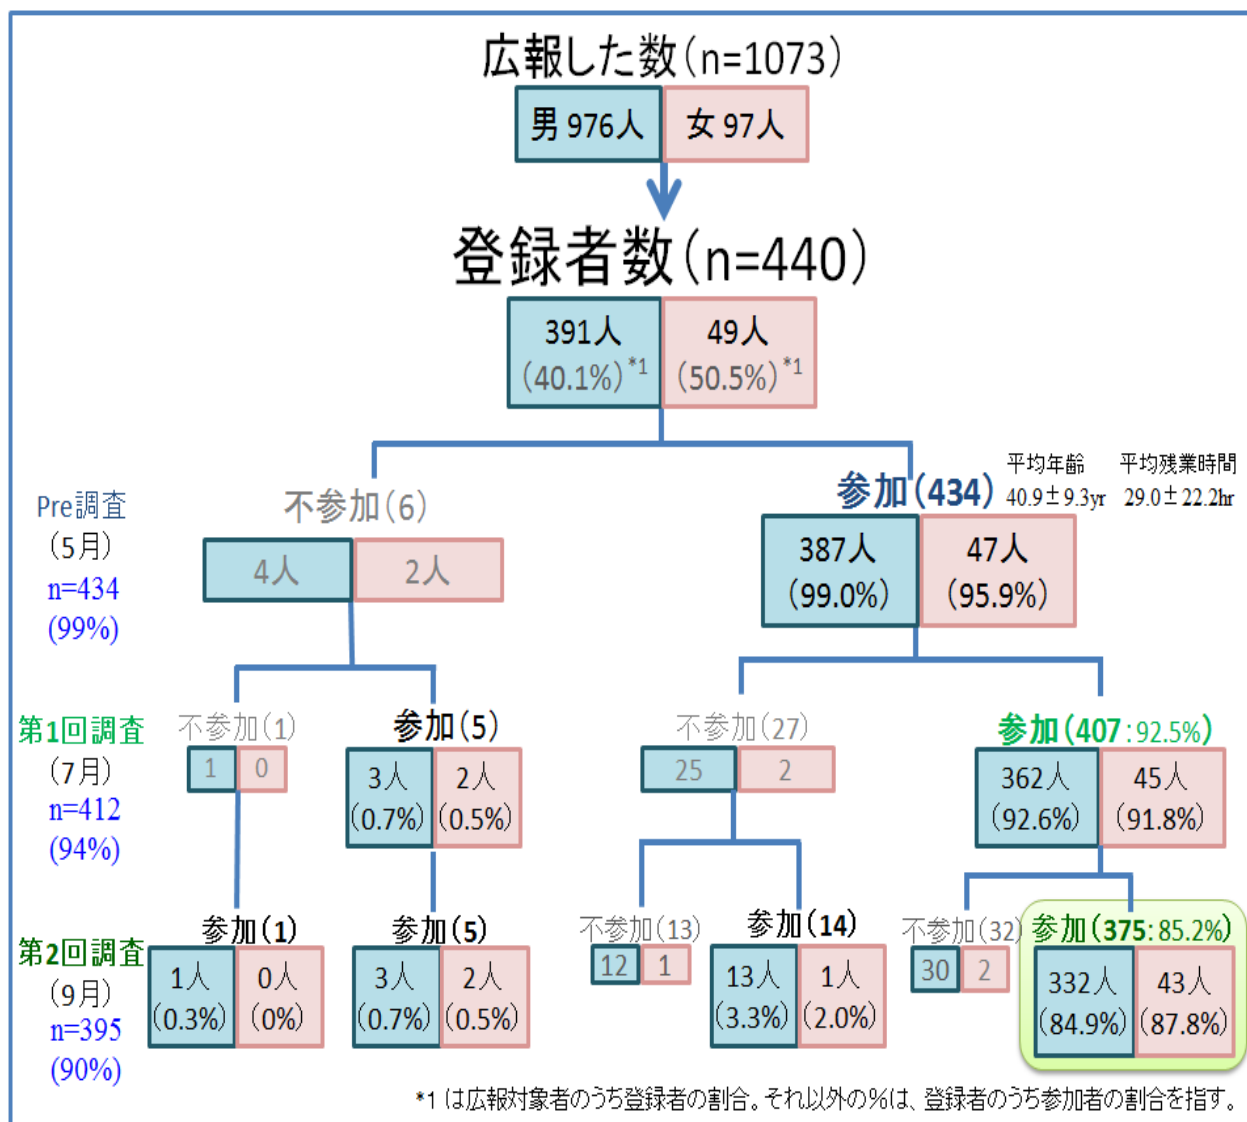 広報した数(n=1073)
男 976人 女 97人
登録者数(n=440)
391人 49人
(40.1%)*1 (50.5%)*1
平均年齢 平均残業時間
参加(434) 40.9±9.3yr 29.0±22.2hr
Pre調査 不参加(6)
(5月) 387人 47人
4人 2人
n=434 (99.0%) (95.9%)
(99%)
第1回調査 不参加(1) 参加(5) 不参加(27) 参加(407:92.5%)
(7月) 1 0 3人 2人 25 2 362人 45人
n=412 (0.7%) (0.5%) (92.6%) (91.8%)
(94%)
参加(1) 参加(5) 不参加(13) 参加(14) 不参加(32) 参加(375:85.2%)
第2回調査
(9月) 1人 0人 3人 2人 12 1 13人 1人 30 2 332人 43人
n=395 (0.3%) (0%) (0.7%) (0.5%) (3.3%) (2.0%) (84.9%) (87.8%)
(90%)
*1 は広報対象者のうち登録者の割合。それ以外の%は、登録者のうち参加者の割合を指す。